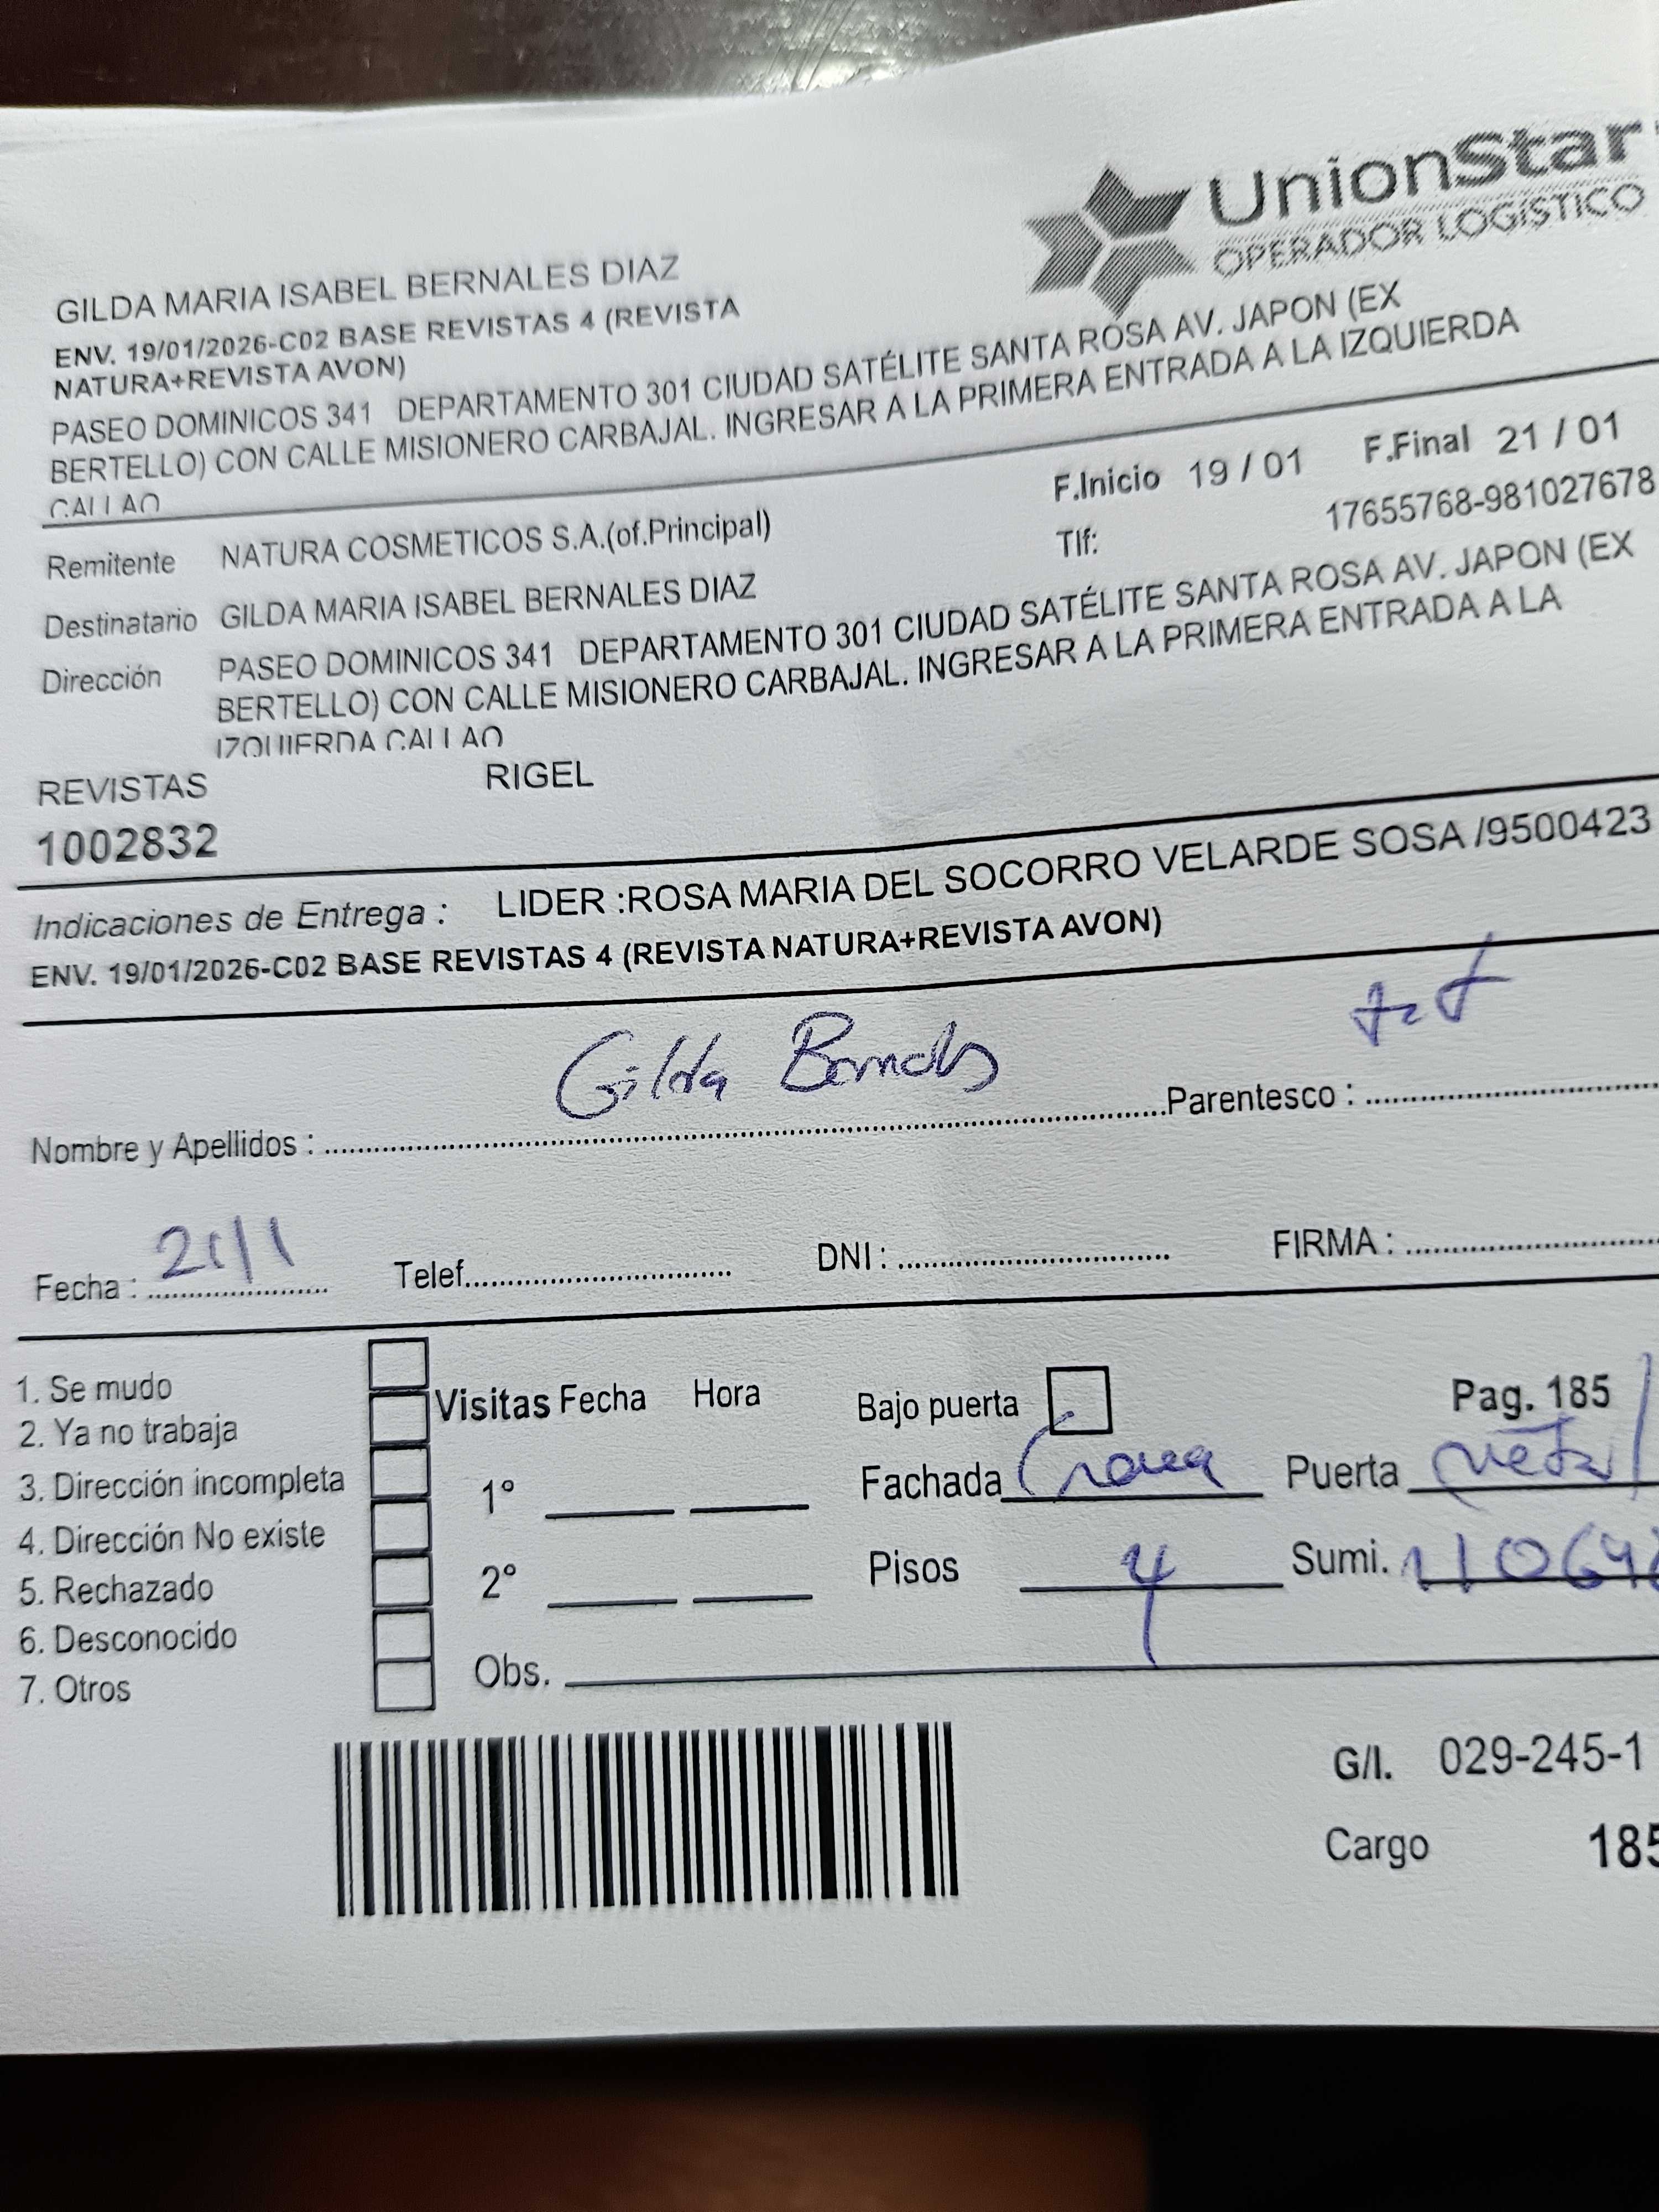 UnionStar
OPERADOR LOGÍSTICO
GILDA MARIA ISABEL BERNALES DIAZ
ENV. 19/01/2026-C02 BASE REVISTAS 4 (REVISTA
NATURA+REVISTA AVON)
PASEO DOMINICOS 341 DEPARTAMENTO 301 CIUDAD SATÉLITE SANTA ROSA AV. JAPON (EX
BERTELLO) CON CALLE MISIONERO CARBAJAL. INGRESAR A LA PRIMERA ENTRADA A LA IZQUIERDA
CALLAO
F.Inicio 19 / 01 F.Final 21 / 01
Remitente NATURA COSMETICOS S.A.(of.Principal) Tlf: 17655768-981027678
Destinatario GILDA MARIA ISABEL BERNALES DIAZ
Dirección PASEO DOMINICOS 341 DEPARTAMENTO 301 CIUDAD SATÉLITE SANTA ROSA AV. JAPON (EX
BERTELLO) CON CALLE MISIONERO CARBAJAL. INGRESAR A LA PRIMERA ENTRADA A LA
IZQUIERDA CALLAO
REVISTAS RIGEL
1002832
Indicaciones de Entrega : LIDER :ROSA MARIA DEL SOCORRO VELARDE SOSA /9500423
ENV. 19/01/2026-C02 BASE REVISTAS 4 (REVISTA NATURA+REVISTA AVON)
Nombre y Apellidos : Gilda Bernales Parentesco :
Fecha : 21/1 Telef. DNI : FIRMA :
1. Se mudo
2. Ya no trabaja
3. Dirección incompleta
4. Dirección No existe
5. Rechazado
6. Desconocido
7. Otros
Visitas Fecha Hora
1°
2°
Obs.
Bajo puerta Pag. 185
Fachada Crema Puerta metal
Pisos 4 Sumi.
G/I. 029-245-1
Cargo 185